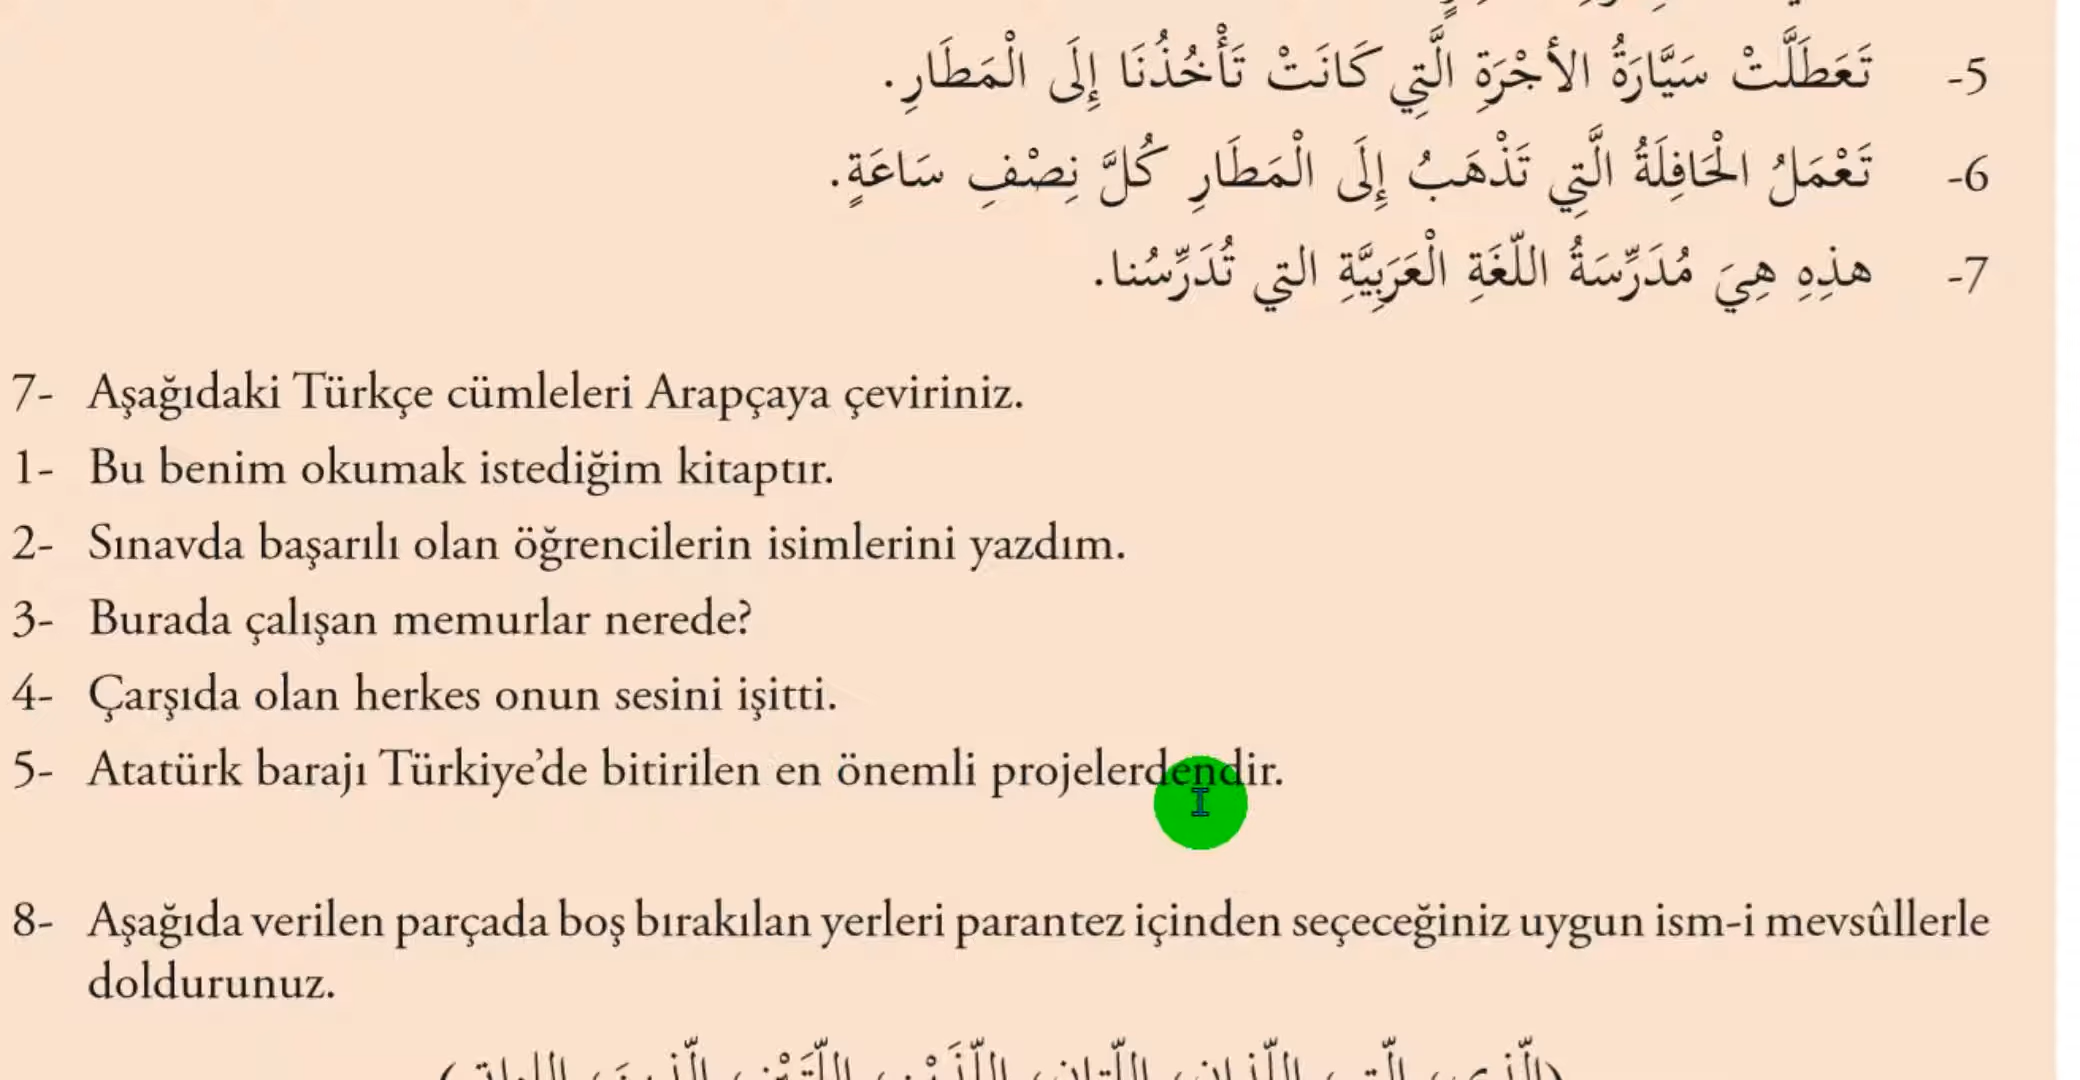 5- تَعَطَلَّتْ سَيَّارَةُ الأجْرَةِ الَّتِي كَانَتْ تَأْخُذُنَا إِلَى الْمَطَارِ.
6- تَعْمَلُ الْحَافِلَةُ الَّتِي تَذْهَبُ إِلَى الْمَطَارِ كُلَّ نِصْفِ سَاعَةٍ.
7- هذِهِ هِيَ مُدَرِّسَةُ اللّغَةِ الْعَرَبِيَّةِ التي تُدَرِّسُنا.
7- Aşağıdaki Türkçe cümleleri Arapçaya çeviriniz.
1- Bu benim okumak istediğim kitaptır.
2- Sınavda başarılı olan öğrencilerin isimlerini yazdım.
3- Burada çalışan memurlar nerede?
4- Çarşıda olan herkes onun sesini işitti.
5- Atatürk barajı Türkiye’de bitirilen en önemli projelerdendir.
8- Aşağıda verilen parçada boş bırakılan yerleri parantez içinden seçeceğiniz uygun ism-i mevsûllerle
doldurunuz.